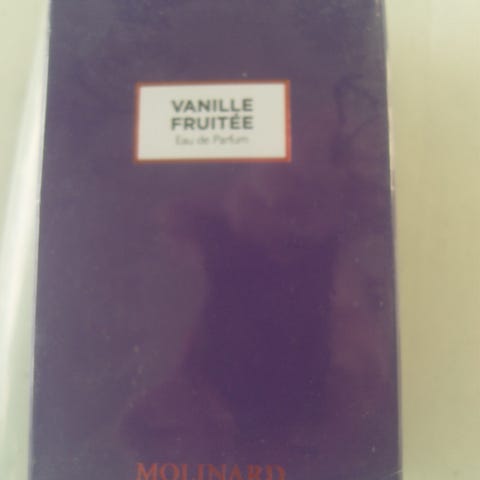 VANILLE
FRUITÉE
Eau de Parfum
MOLINARD